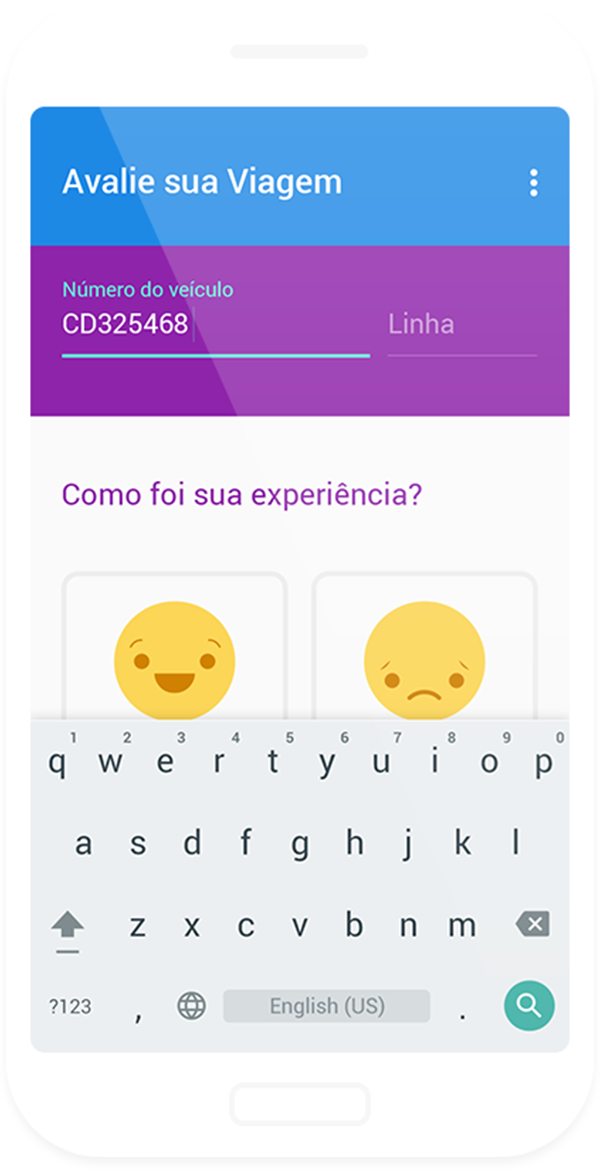 Avalie sua Viagem
Número do veículo
CD325468
Linha
Como foi sua experiência?
1 2 3 4 5 6 7 8 9 0
q w e r t y u i o p
a s d f g h j k l
z x c v b n m
?123 , English (US) .